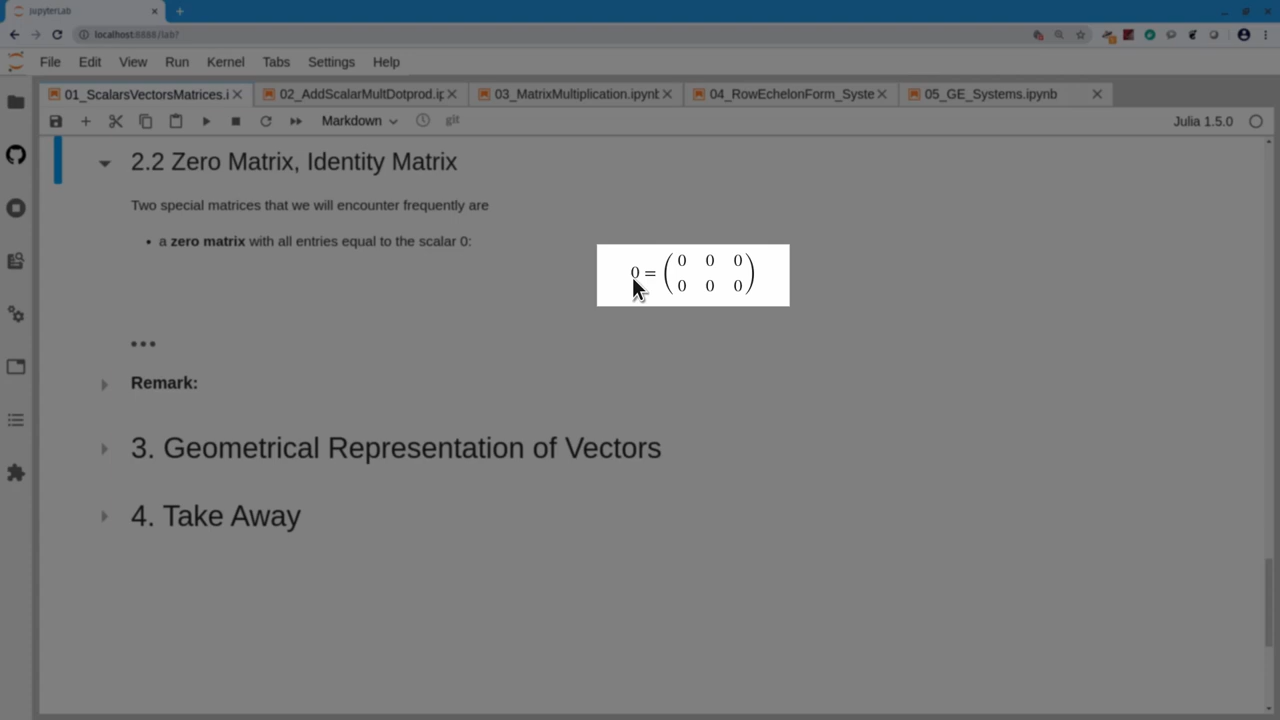 JupyterLab
localhost:8888/lab?
File Edit View Run Kernel Tabs Settings Help
01_ScalarsVectorsMatrices.i 02_AddScalarMultDotprod.ip 03_MatrixMultiplication.ipynb 04_RowEchelonForm_Syste 05_GE_Systems.ipynb
Markdown git Julia 1.5.0
2.2 Zero Matrix, Identity Matrix
Two special matrices that we will encounter frequently are
• a zero matrix with all entries equal to the scalar 0:
0 = ( 0 0 0
0 0 0 )
Remark:
3. Geometrical Representation of Vectors
4. Take Away